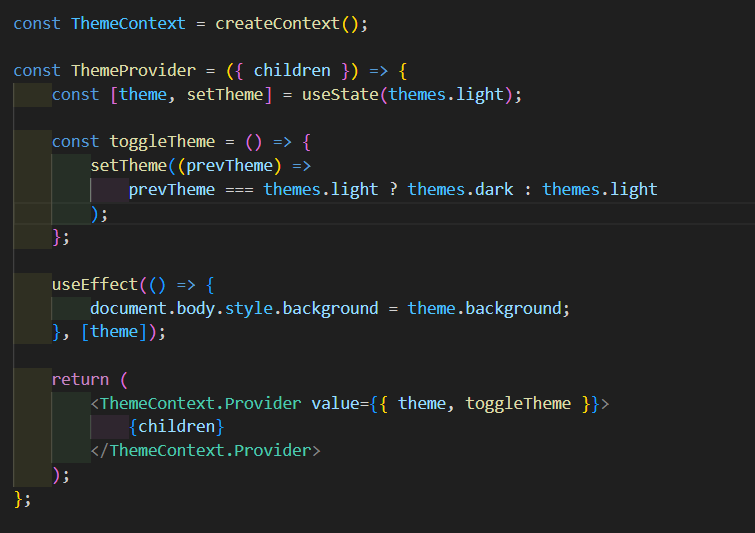 const ThemeContext = createContext();
const ThemeProvider = ({ children }) => {
    const [theme, setTheme] = useState(themes.light);
    const toggleTheme = () => {
        setTheme((prevTheme) =>
            prevTheme === themes.light ? themes.dark : themes.light
        );
    };
    useEffect(() => {
        document.body.style.background = theme.background;
    }, [theme]);
    return (
        <ThemeContext.Provider value={{ theme, toggleTheme }}>
            {children}
        </ThemeContext.Provider>
    );
};